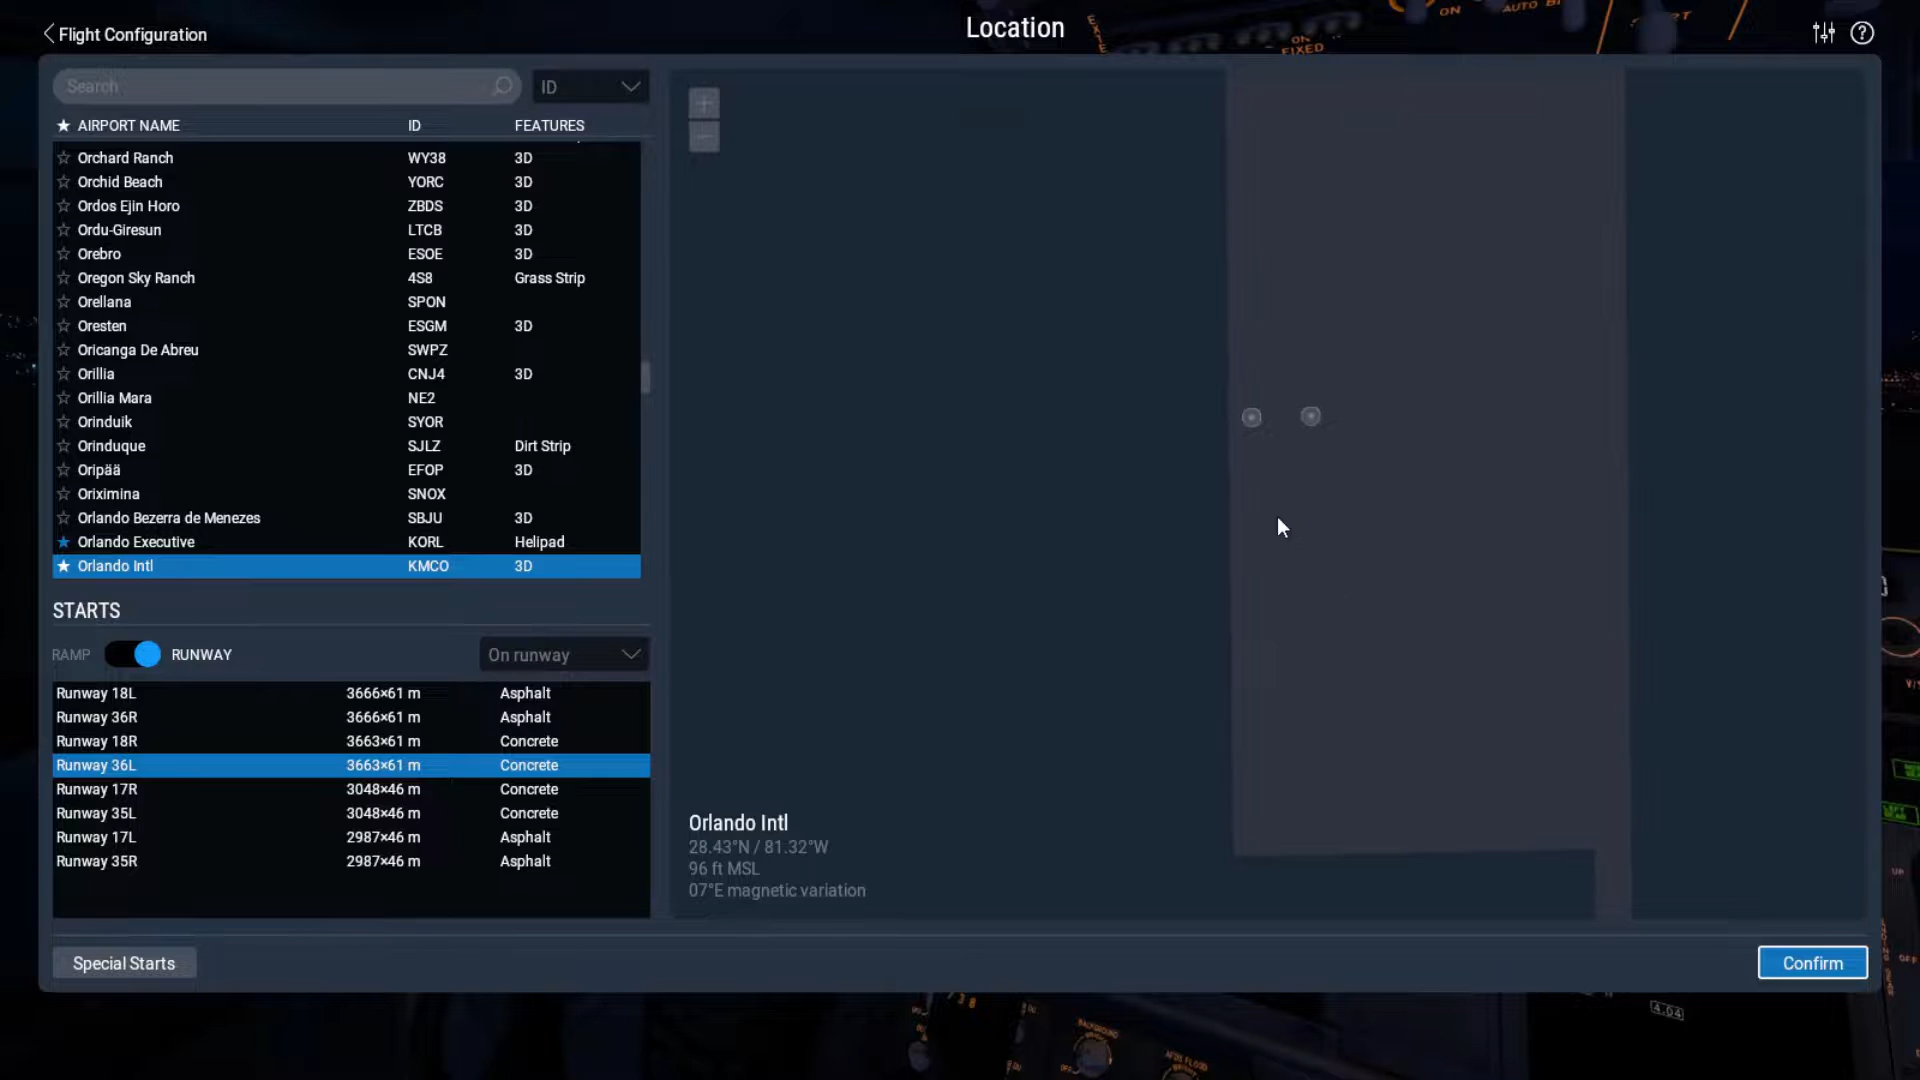 Flight Configuration
Location
Search
ID
AIRPORT NAME ID FEATURES
Orchard Ranch WY38 3D
Orchid Beach YORC 3D
Ordos Ejin Horo ZBDS 3D
Ordu-Giresun LTCB 3D
Orebro ESOE 3D
Oregon Sky Ranch 4S8 Grass Strip
Orellana SPON
Oresten ESGM 3D
Oricanga De Abreu SWPZ
Orillia CNJ4 3D
Orillia Mara NE2
Orinduik SYOR
Orinduque SJLZ Dirt Strip
Oripää EFOP 3D
Oriximina SNOX
Orlando Bezerra de Menezes SBJU 3D
Orlando Executive KORL Helipad
Orlando Intl KMCO 3D
STARTS
RAMP RUNWAY On runway
Runway 18L 3666×61 m Asphalt
Runway 36R 3666×61 m Asphalt
Runway 18R 3663×61 m Concrete
Runway 36L 3663×61 m Concrete
Runway 17R 3048×46 m Concrete
Runway 35L 3048×46 m Concrete
Runway 17L 2987×46 m Asphalt
Runway 35R 2987×46 m Asphalt
Orlando Intl
28.43°N / 81.32°W
96 ft MSL
07°E magnetic variation
Special Starts
Confirm
ON
FIXED
ON
4.04
BACKGROUND
OFF